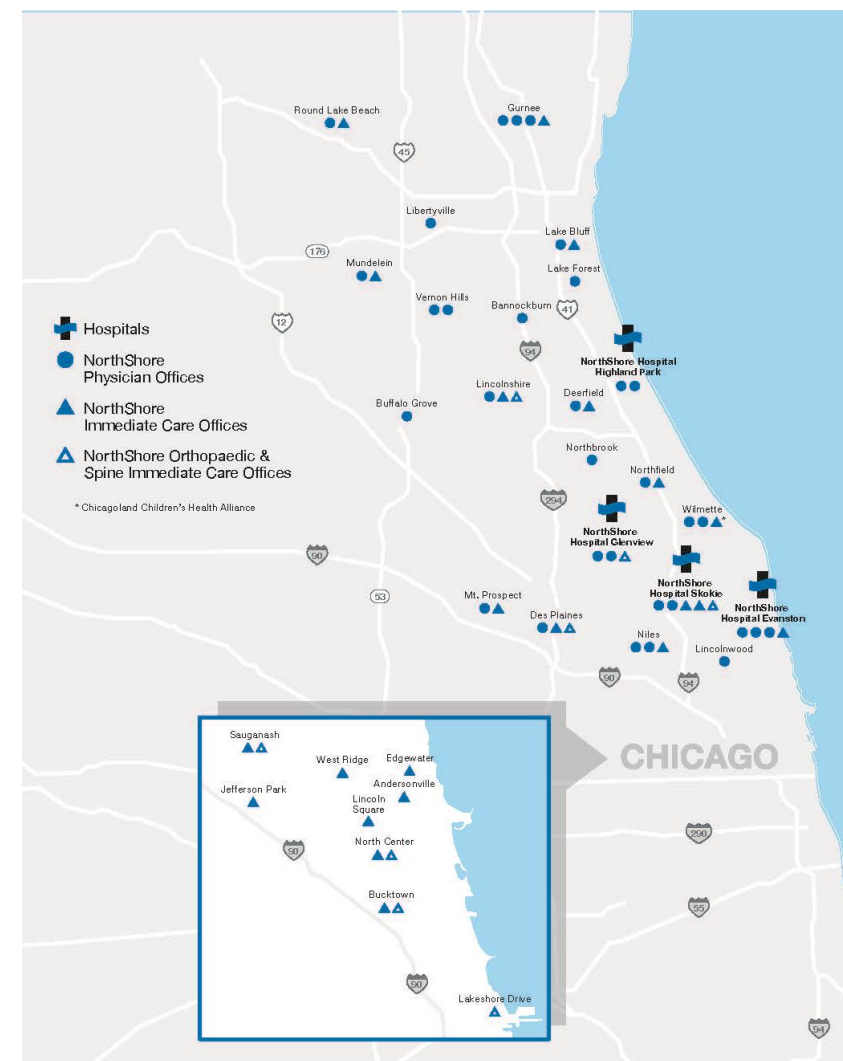 Round Lake Beach
Gurnee
45
Libertyville
Lake Bluff
176
Mundelein
Lake Forest
Vernon Hills
Bannockburn
41
12
Hospitals
NorthShore
Physician Offices
NorthShore
Immediate Care Offices
NorthShore Orthopaedic &
Spine Immediate Care Offices
* Chicagoland Children's Health Alliance
94
NorthShore Hospital
Highland Park
Lincolnshire
Deerfield
Buffalo Grove
Northbrook
Northfield
294
Wilmette
*
NorthShore
Hospital Glenview
90
NorthShore
Hospital Skokie
53
Mt. Prospect
NorthShore
Hospital Evanston
Des Plaines
Niles
Lincolnwood
90
94
CHICAGO
Sauganash
West Ridge
Edgewater
Jefferson Park
Andersonville
Lincoln
Square
90
North Center
Bucktown
90
Lakeshore Drive
290
55
94